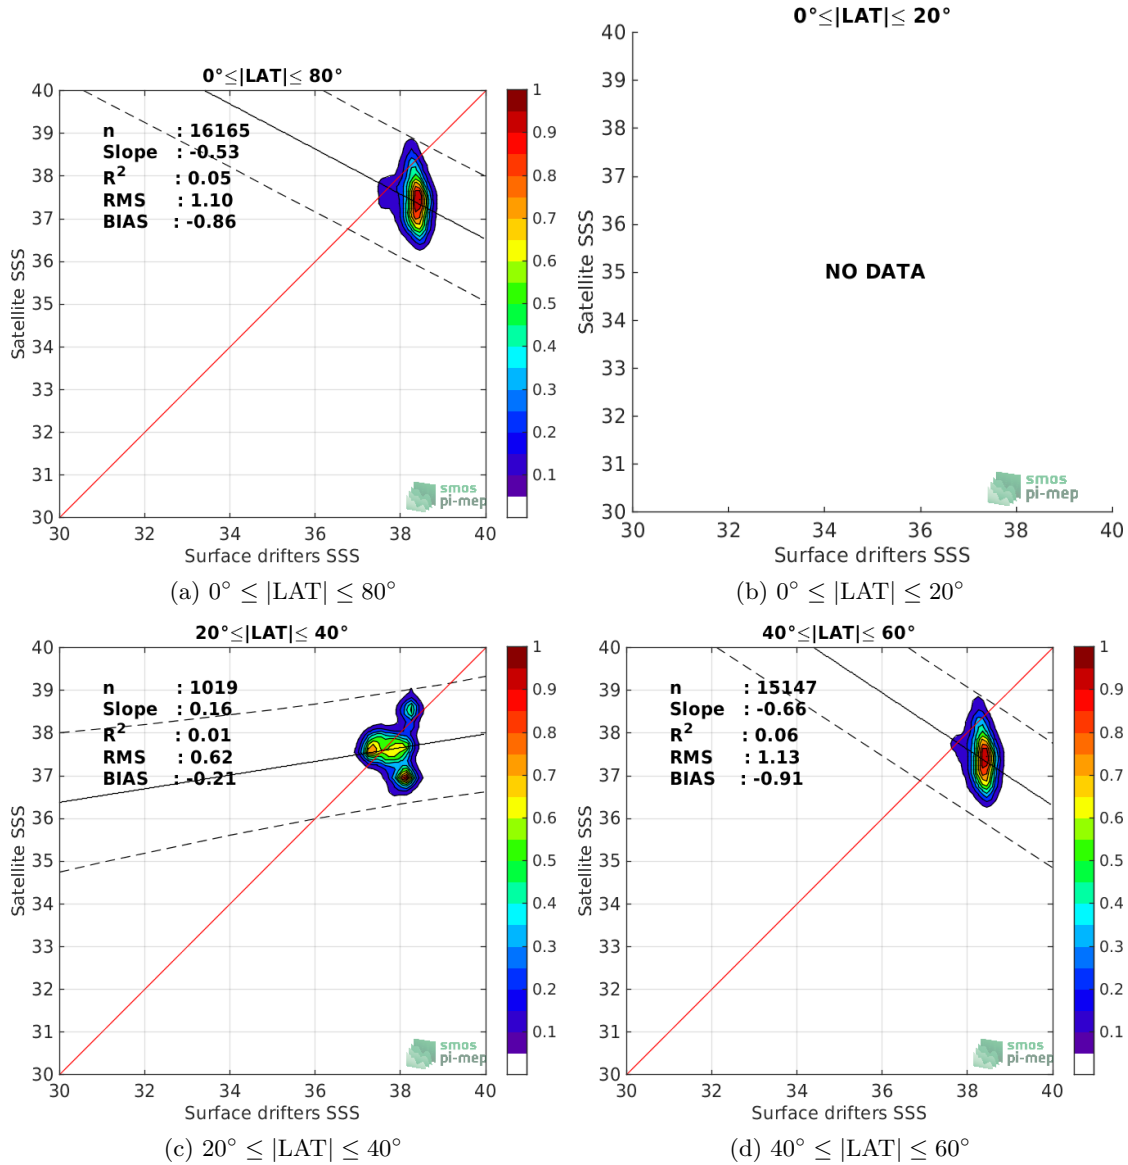 0°≤|LAT|≤ 80°
n : 16165
Slope : -0.53
R² : 0.05
RMS : 1.10
BIAS : -0.86
40
39
38
37
36
35
34
33
32
31
30
30 32 34 36 38 40
Satellite SSS
Surface drifters SSS
1
0.9
0.8
0.7
0.6
0.5
0.4
0.3
0.2
0.1
smos
pi-mep
(a) 0° ≤ |LAT| ≤ 80°
0°≤|LAT|≤ 20°
40
39
38
37
36
35
34
33
32
31
30
30 32 34 36 38 40
Satellite SSS
Surface drifters SSS
NO DATA
smos
pi-mep
(b) 0° ≤ |LAT| ≤ 20°
20°≤|LAT|≤ 40°
n : 1019
Slope : 0.16
R² : 0.01
RMS : 0.62
BIAS : -0.21
40
39
38
37
36
35
34
33
32
31
30
30 32 34 36 38 40
Satellite SSS
Surface drifters SSS
1
0.9
0.8
0.7
0.6
0.5
0.4
0.3
0.2
0.1
smos
pi-mep
(c) 20° ≤ |LAT| ≤ 40°
40°≤|LAT|≤ 60°
n : 15147
Slope : -0.66
R² : 0.06
RMS : 1.13
BIAS : -0.91
40
39
38
37
36
35
34
33
32
31
30
30 32 34 36 38 40
Satellite SSS
Surface drifters SSS
1
0.9
0.8
0.7
0.6
0.5
0.4
0.3
0.2
0.1
smos
pi-mep
(d) 40° ≤ |LAT| ≤ 60°